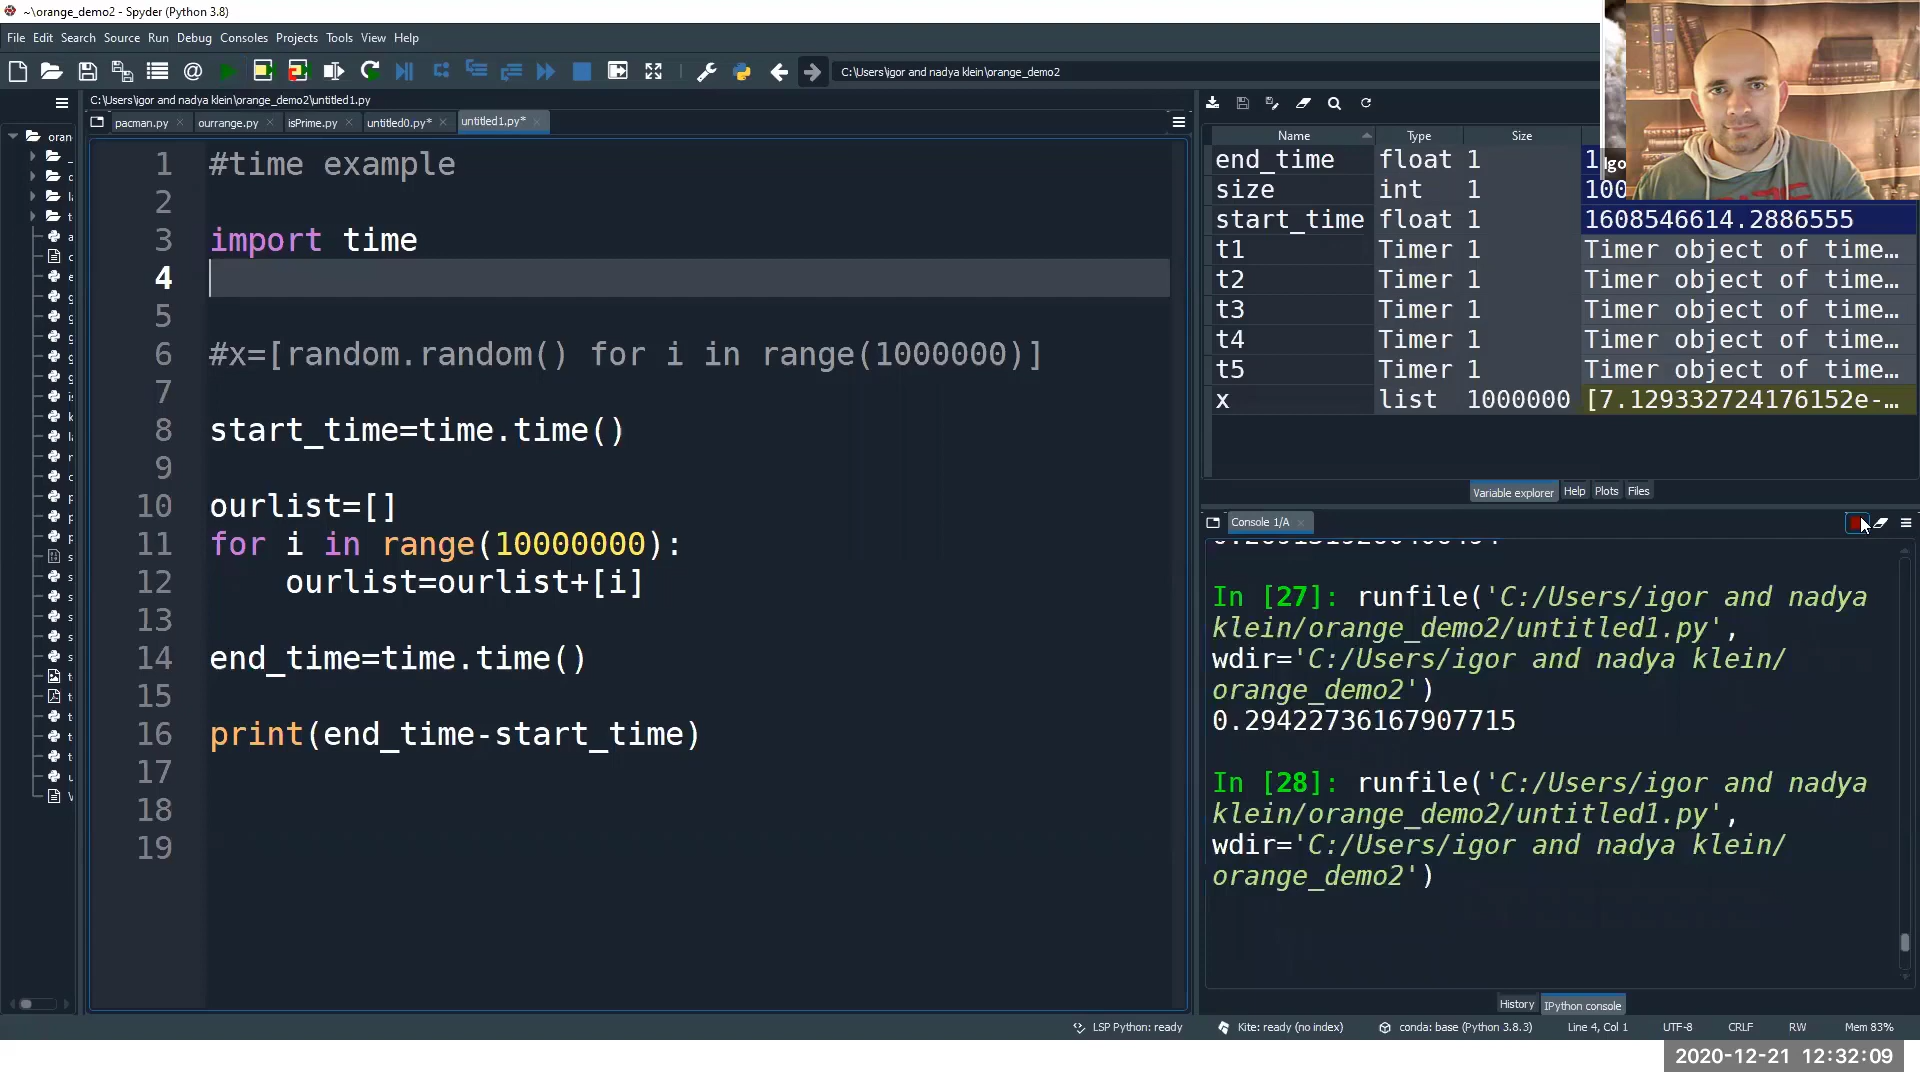 ~\orange_demo2 - Spyder (Python 3.8)
File Edit Search Source Run Debug Consoles Projects Tools View Help
C:\Users\igor and nadya klein\orange_demo2
C:\Users\igor and nadya klein\orange_demo2\untitled1.py
pacman.py ourrange.py isPrime.py untitled0.py* untitled1.py*
oran
1 #time example
2
3 import time
4
5
6 #x=[random.random() for i in range(1000000)]
7
8 start_time=time.time()
9
10 ourlist=[]
11 for i in range(10000000):
12 ourlist=ourlist+[i]
13
14 end_time=time.time()
15
16 print(end_time-start_time)
17
18
19
Name Type Size
end_time float 1 1
size int 1 100
start_time float 1 1608546614.2886555
t1 Timer 1 Timer object of time…
t2 Timer 1 Timer object of time…
t3 Timer 1 Timer object of time…
t4 Timer 1 Timer object of time…
t5 Timer 1 Timer object of time…
x list 1000000 [7.129332724176152e-…
Igo
Variable explorer Help Plots Files
Console 1/A
In [27]: runfile('C:/Users/igor and nadya
klein/orange_demo2/untitled1.py',
wdir='C:/Users/igor and nadya klein/
orange_demo2')
0.29422736167907715
In [28]: runfile('C:/Users/igor and nadya
klein/orange_demo2/untitled1.py',
wdir='C:/Users/igor and nadya klein/
orange_demo2')
History IPython console
LSP Python: ready Kite: ready (no index) conda: base (Python 3.8.3) Line 4, Col 1 UTF-8 CRLF RW Mem 83%
2020-12-21 12:32:09